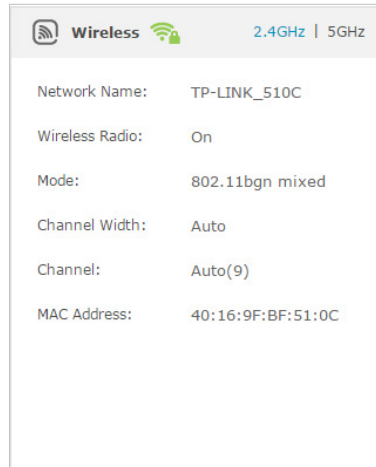 Wireless 2.4GHz | 5GHz
Network Name: TP-LINK_510C
Wireless Radio: On
Mode: 802.11bgn mixed
Channel Width: Auto
Channel: Auto(9)
MAC Address: 40:16:9F:BF:51:0C